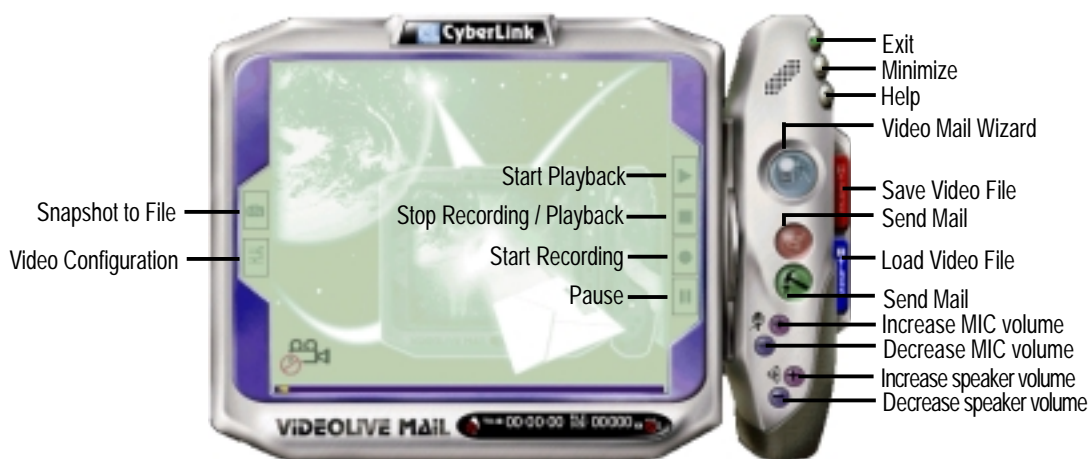 CyberLink
Exit
Minimize
Help
Video Mail Wizard
Start Playback
Save Video File
Snapshot to File
Stop Recording / Playback
Send Mail
Video Configuration
Start Recording
Load Video File
Pause
Send Mail
Increase MIC volume
Decrease MIC volume
Increase speaker volume
Decrease speaker volume
VIDEOLIVE MAIL
00:00:00
00000